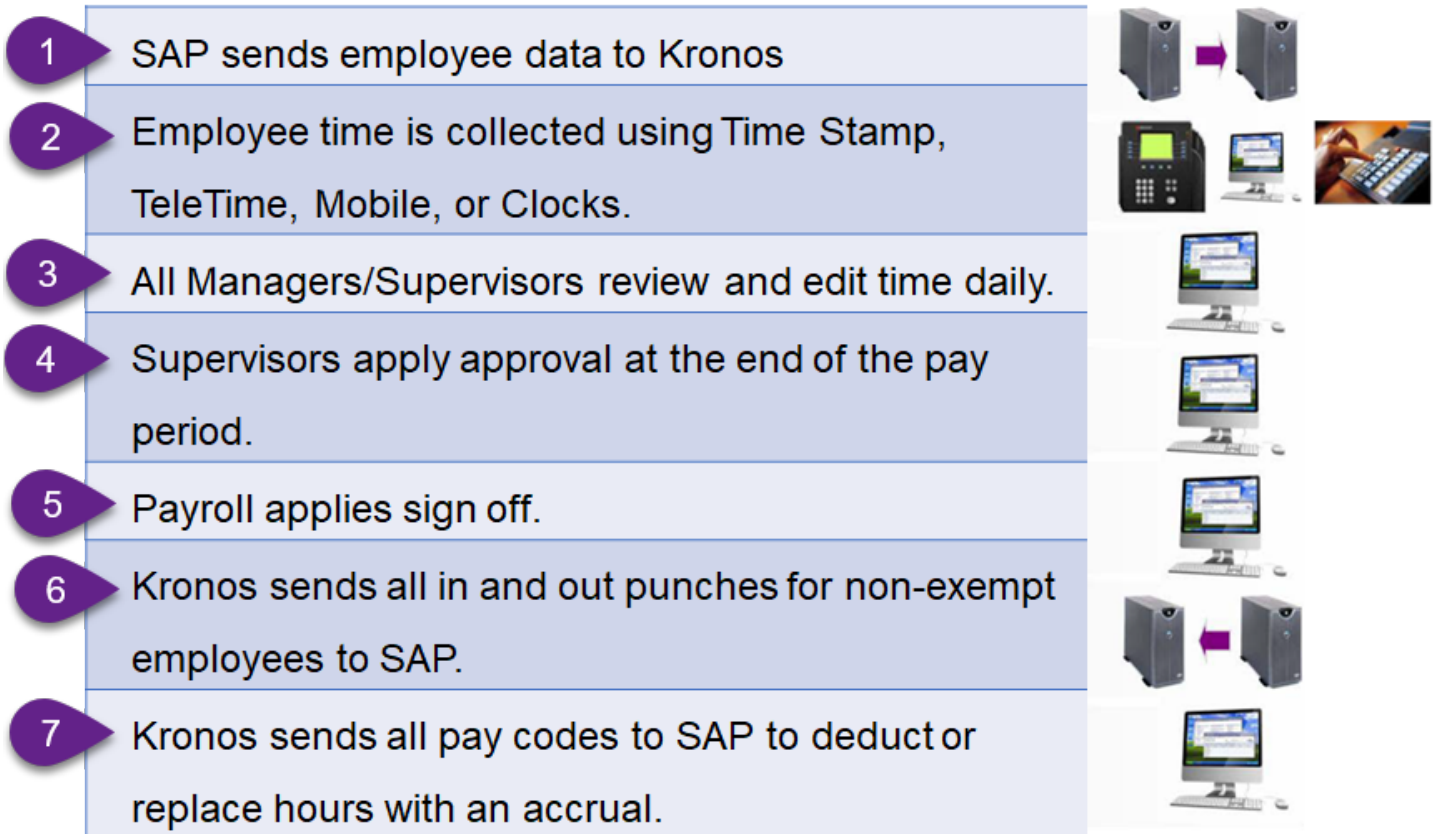 1
SAP sends employee data to Kronos
2
Employee time is collected using Time Stamp,
TeleTime, Mobile, or Clocks.
3
All Managers/Supervisors review and edit time daily.
4
Supervisors apply approval at the end of the pay
period.
5
Payroll applies sign off.
6
Kronos sends all in and out punches for non-exempt
employees to SAP.
7
Kronos sends all pay codes to SAP to deduct or
replace hours with an accrual.